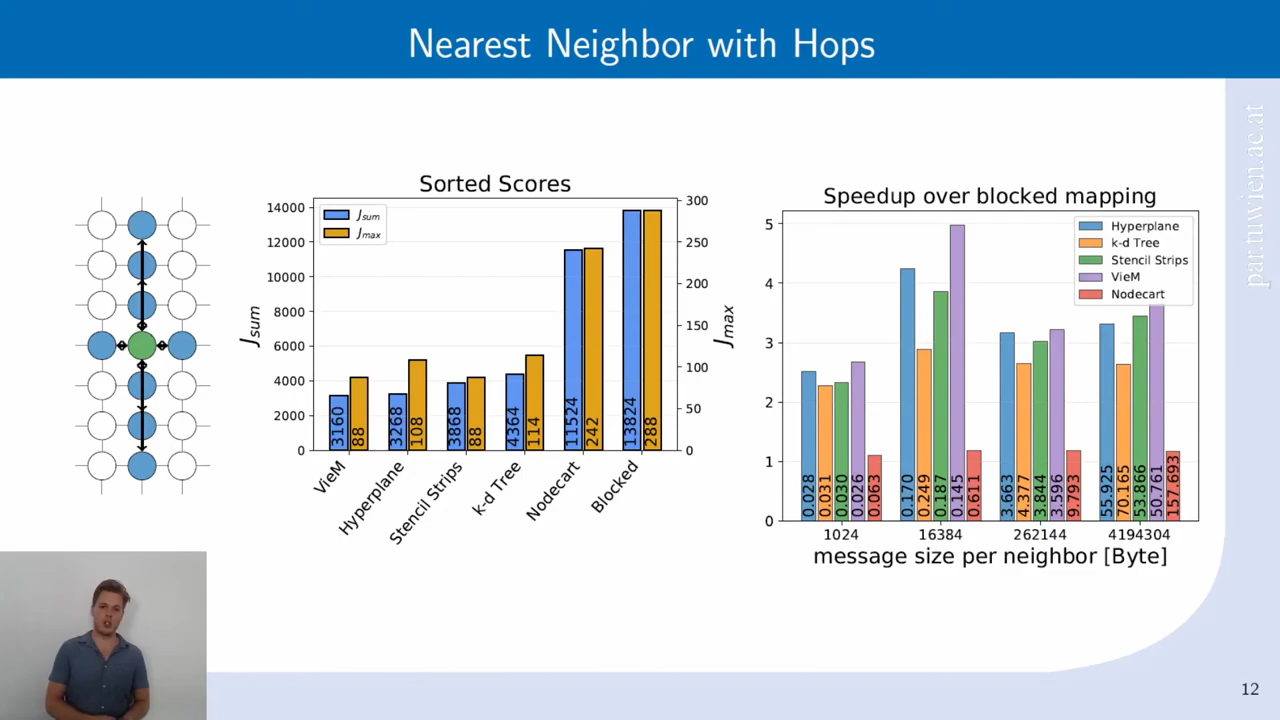 Nearest Neighbor with Hops
par.tuwien.ac.at
Sorted Scores
J_sum
J_max
14000
12000
10000
8000
6000
4000
2000
0
J_sum
300
250
200
150
100
50
0
J_max
3160
88
3268
108
3868
88
4364
114
11524
242
13824
288
VieM
Hyperplane
Stencil Strips
k-d Tree
Nodecart
Blocked
Speedup over blocked mapping
Hyperplane
k-d Tree
Stencil Strips
VieM
Nodecart
5
4
3
2
1
0
0.028
0.031
0.030
0.026
0.063
0.170
0.249
0.187
0.145
0.611
3.663
4.377
3.844
3.596
9.793
55.925
70.165
53.866
50.761
157.693
1024
16384
262144
4194304
message size per neighbor [Byte]
12